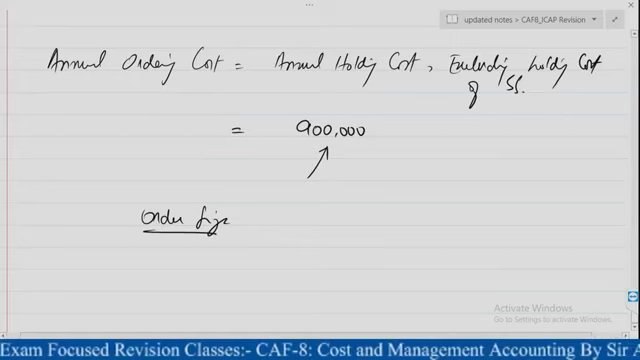 updated notes > CAF8_ICAP Revision
Annual Ordering Cost = Annual Holding Cost, Excluding holding Cost
of SS.
= 900,000
Order Size
Activate Windows
Go to Settings to activate Windows.
Exam Focused Revision Classes:- CAF-8: Cost and Management Accounting By Sir